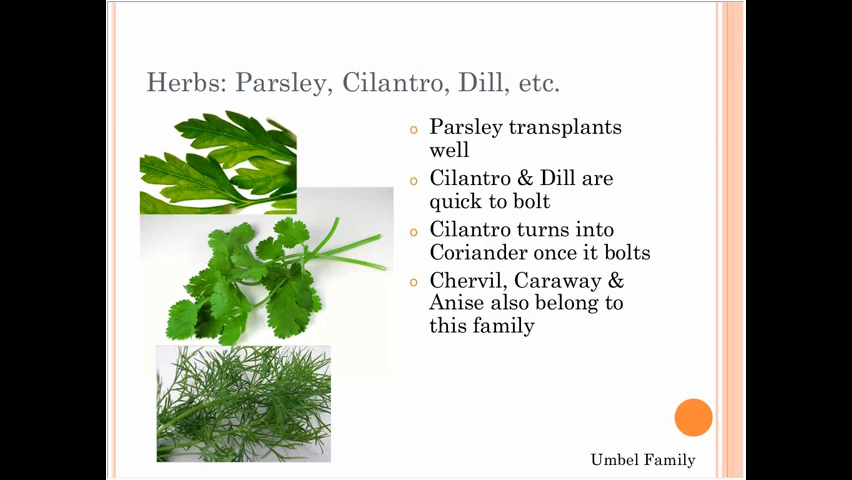 Herbs: Parsley, Cilantro, Dill, etc.
Parsley transplants
well
Cilantro & Dill are
quick to bolt
Cilantro turns into
Coriander once it bolts
Chervil, Caraway &
Anise also belong to
this family
Umbel Family